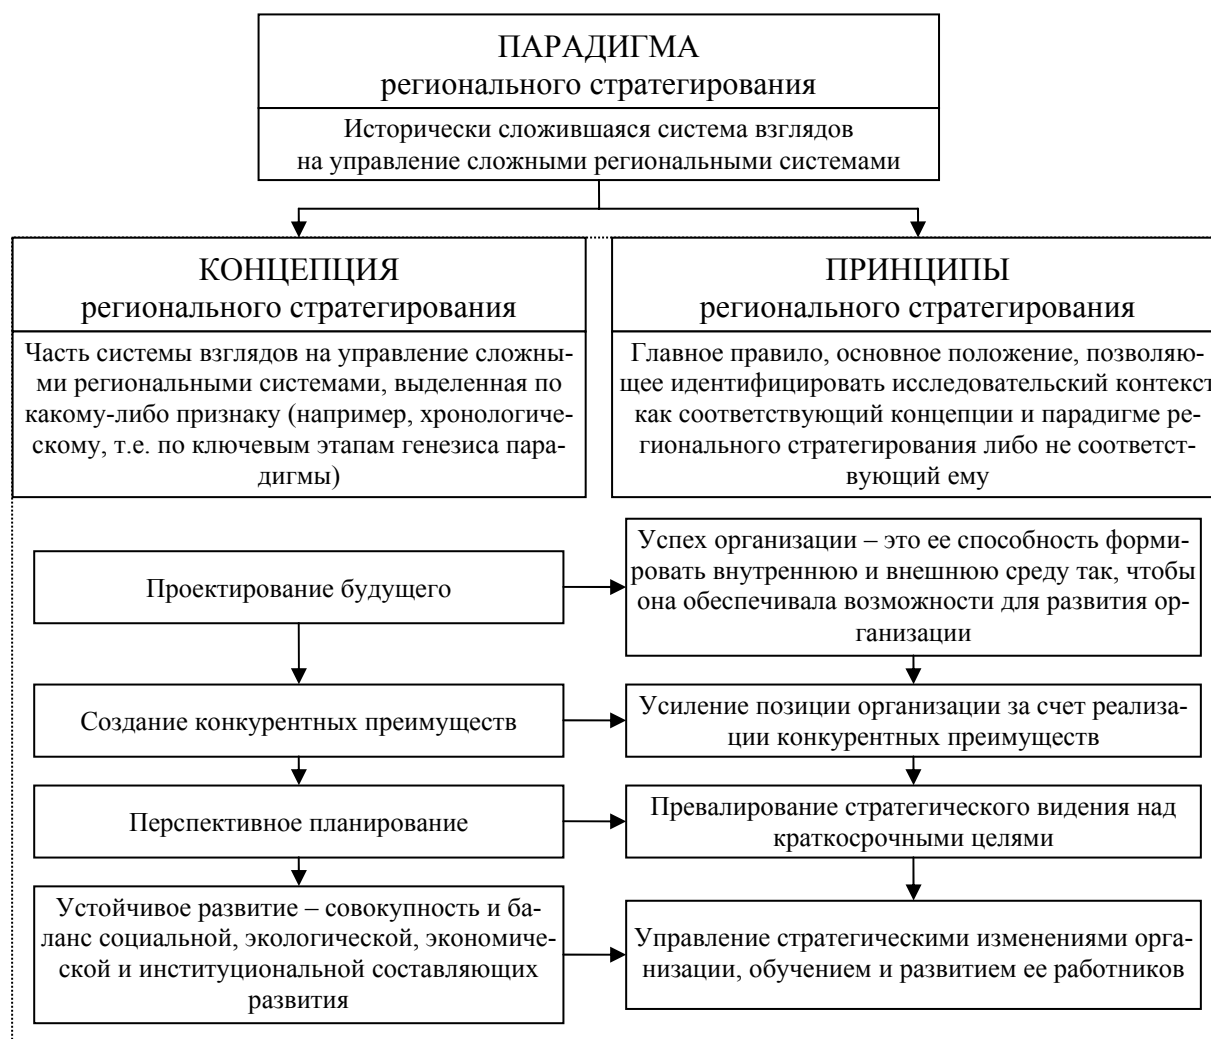 ПАРАДИГМА
регионального стратегирования
Исторически сложившаяся система взглядов
на управление сложными региональными системами
КОНЦЕПЦИЯ
регионального стратегирования
Часть системы взглядов на управление сложны-
ми региональными системами, выделенная по
какому-либо признаку (например, хронологиче-
скому, т.е. по ключевым этапам генезиса пара-
дигмы)
ПРИНЦИПЫ
регионального стратегирования
Главное правило, основное положение, позволяю-
щее идентифицировать исследовательский контекст
как соответствующий концепции и парадигме ре-
гионального стратегирования либо не соответст-
вующий ему
Проектирование будущего
Успех организации – это ее способность форми-
ровать внутреннюю и внешнюю среду так, чтобы
она обеспечивала возможности для развития ор-
ганизации
Создание конкурентных преимуществ
Усиление позиции организации за счет реализа-
ции конкурентных преимуществ
Перспективное планирование
Превалирование стратегического видения над
краткосрочными целями
Устойчивое развитие – совокупность и ба-
ланс социальной, экологической, экономиче-
ской и институциональной составляющих
развития
Управление стратегическими изменениями орга-
низации, обучением и развитием ее работников